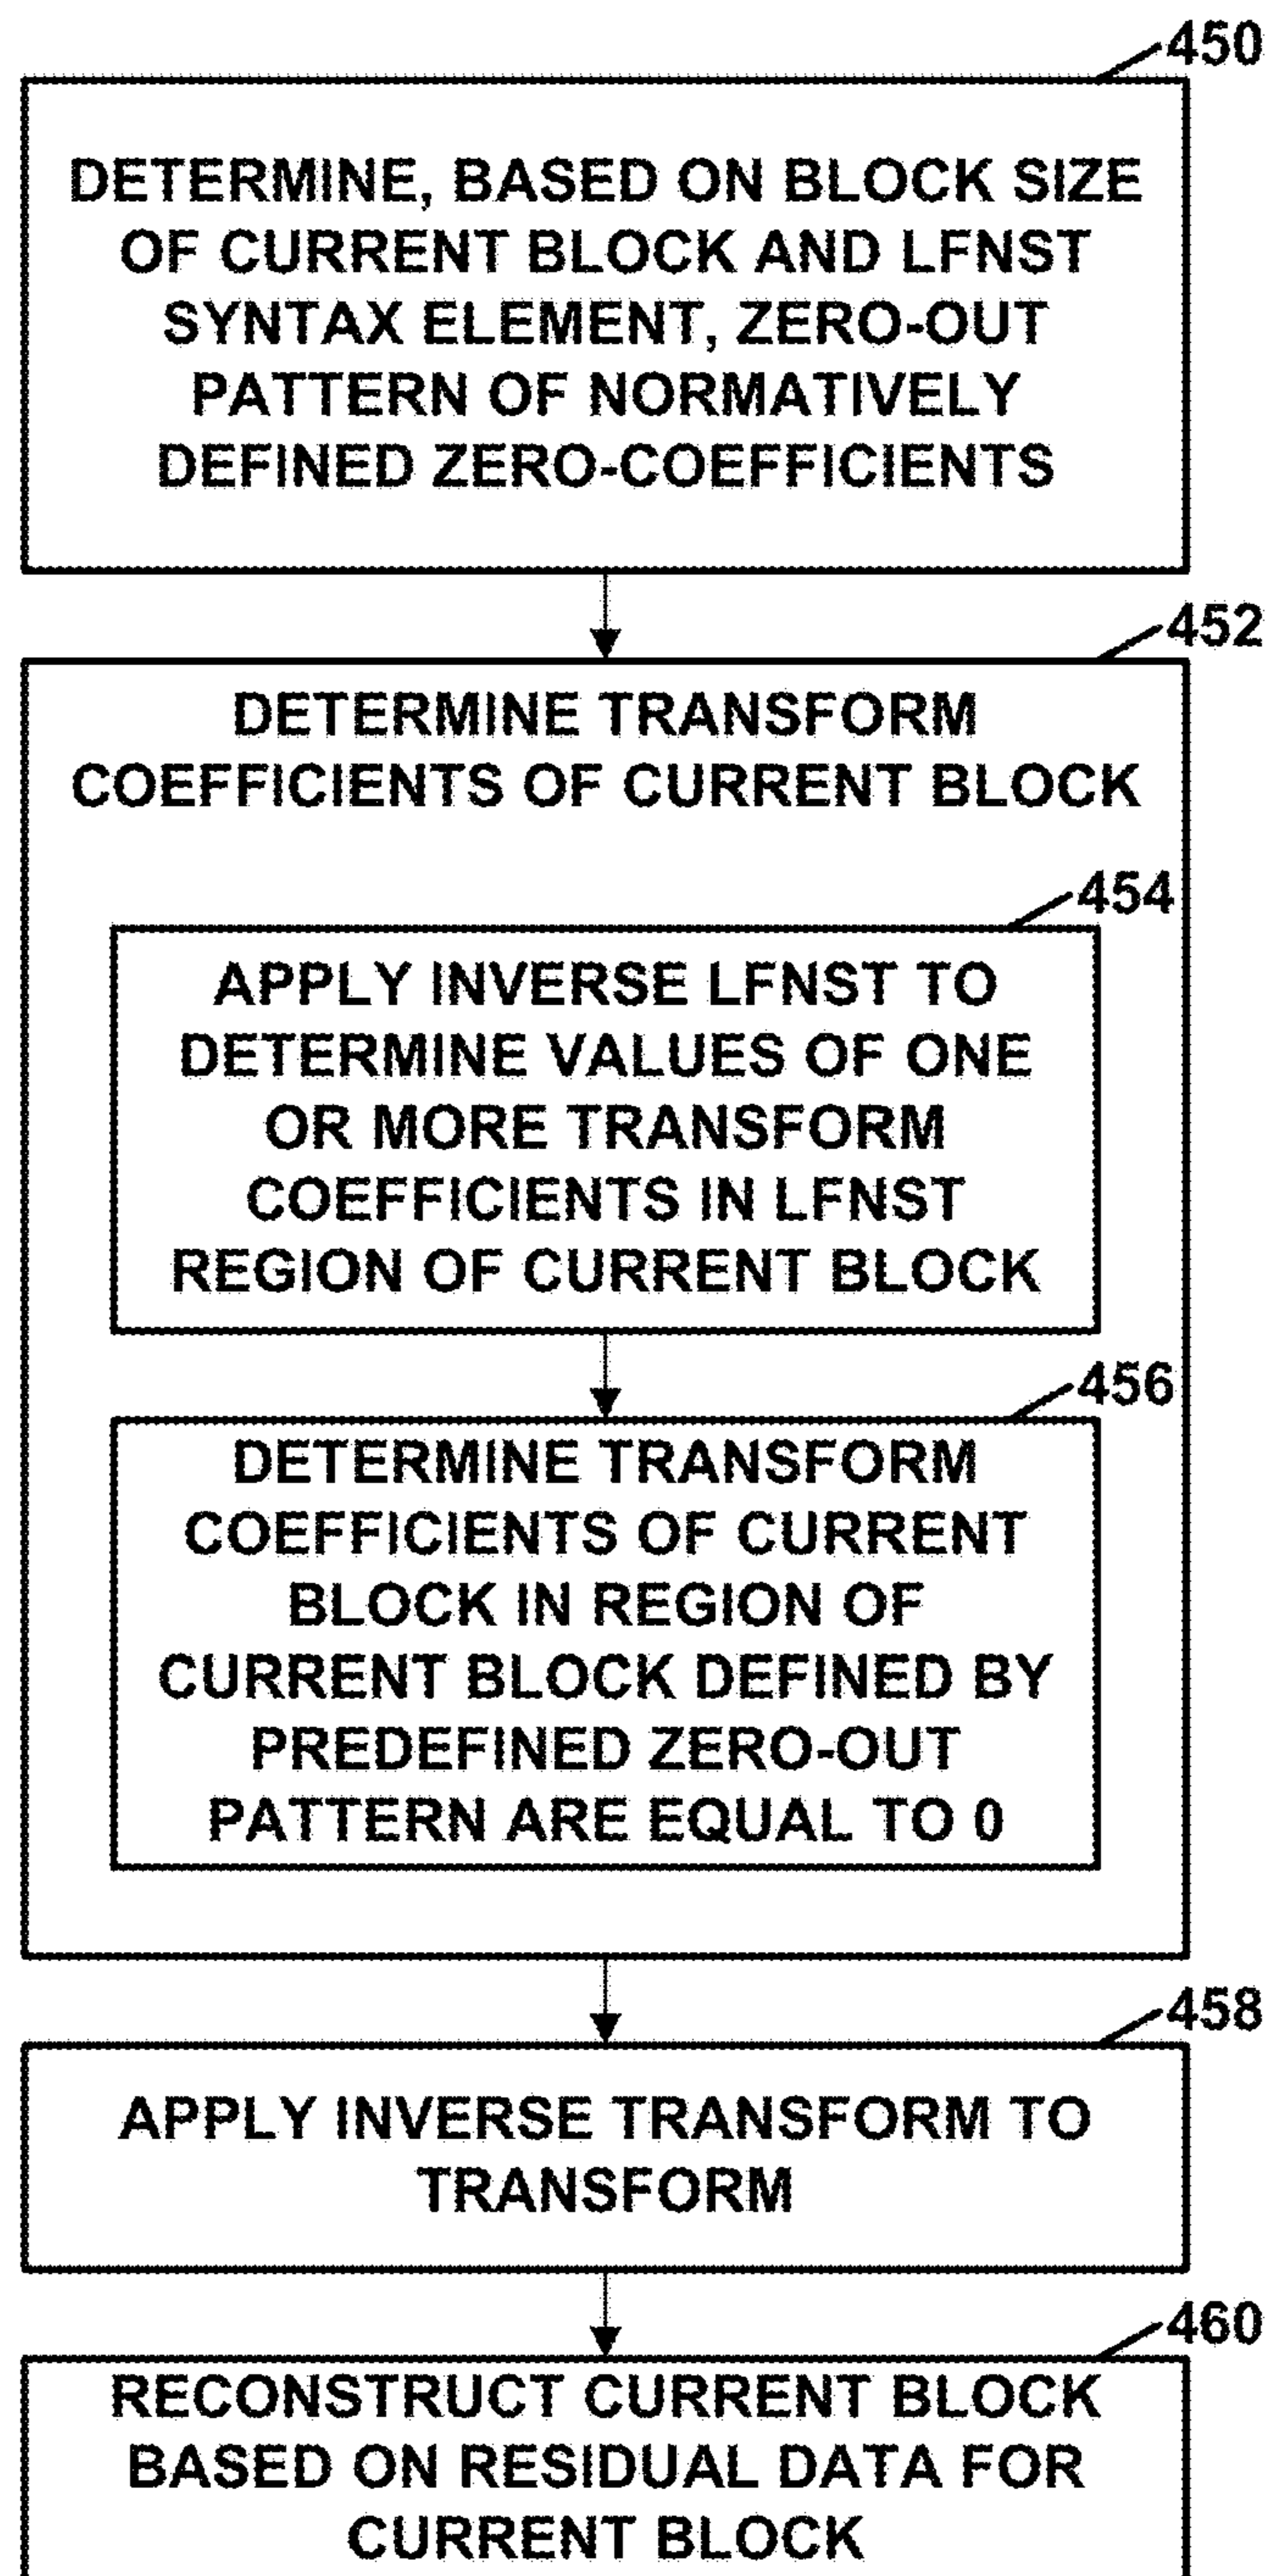 450
DETERMINE, BASED ON BLOCK SIZE
OF CURRENT BLOCK AND LFNST
SYNTAX ELEMENT, ZERO-OUT
PATTERN OF NORMATIVELY
DEFINED ZERO-COEFFICIENTS
452
DETERMINE TRANSFORM
COEFFICIENTS OF CURRENT BLOCK
454
APPLY INVERSE LFNST TO
DETERMINE VALUES OF ONE
OR MORE TRANSFORM
COEFFICIENTS IN LFNST
REGION OF CURRENT BLOCK
456
DETERMINE TRANSFORM
COEFFICIENTS OF CURRENT
BLOCK IN REGION OF
CURRENT BLOCK DEFINED BY
PREDEFINED ZERO-OUT
PATTERN ARE EQUAL TO 0
458
APPLY INVERSE TRANSFORM TO
TRANSFORM
460
RECONSTRUCT CURRENT BLOCK
BASED ON RESIDUAL DATA FOR
CURRENT BLOCK